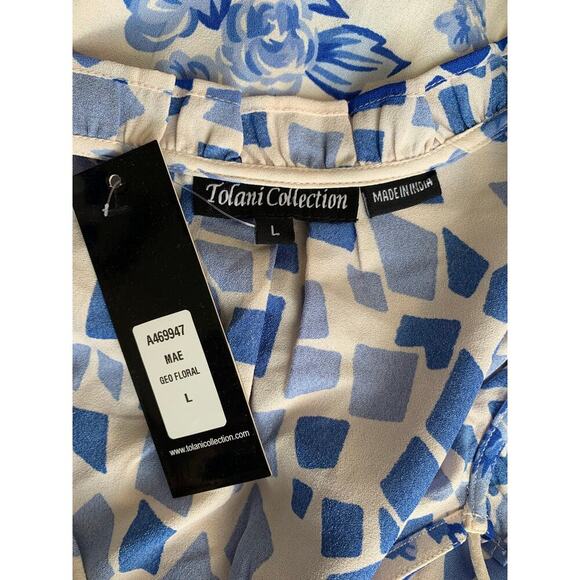 Tolani Collection
MADE IN INDIA
L
A469947
MAE
GEO FLORAL
L
www.tolanicollection.com